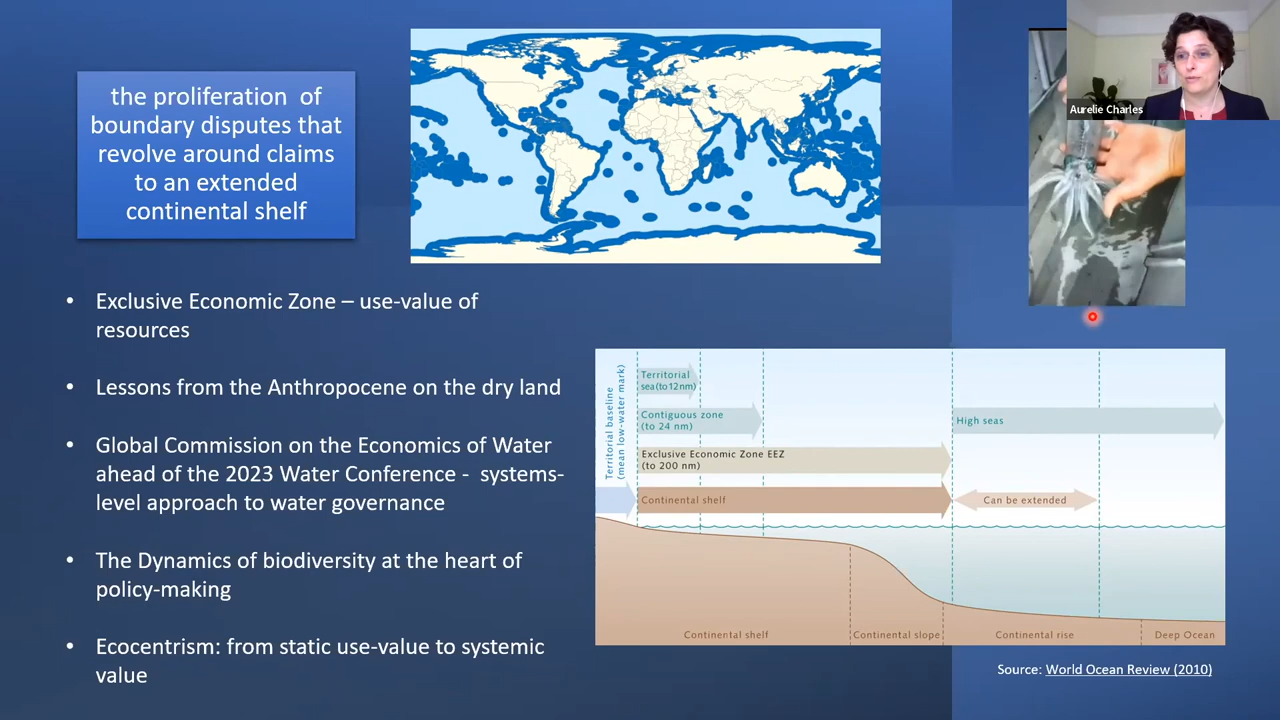 the proliferation of
boundary disputes that
revolve around claims
to an extended
continental shelf
Aurelie Charles
• Exclusive Economic Zone – use-value of
resources
• Lessons from the Anthropocene on the dry land
• Global Commission on the Economics of Water
ahead of the 2023 Water Conference - systems-
level approach to water governance
• The Dynamics of biodiversity at the heart of
policy-making
• Ecocentrism: from static use-value to systemic
value
Territorial baseline
(mean low-water mark)
Territorial
sea(to12nm)
Contiguous zone
(to 24 nm)
High seas
Exclusive Economic Zone EEZ
(to 200 nm)
Continental shelf
Can be extended
Continental shelf
Continental slope
Continental rise
Deep Ocean
Source: World Ocean Review (2010)